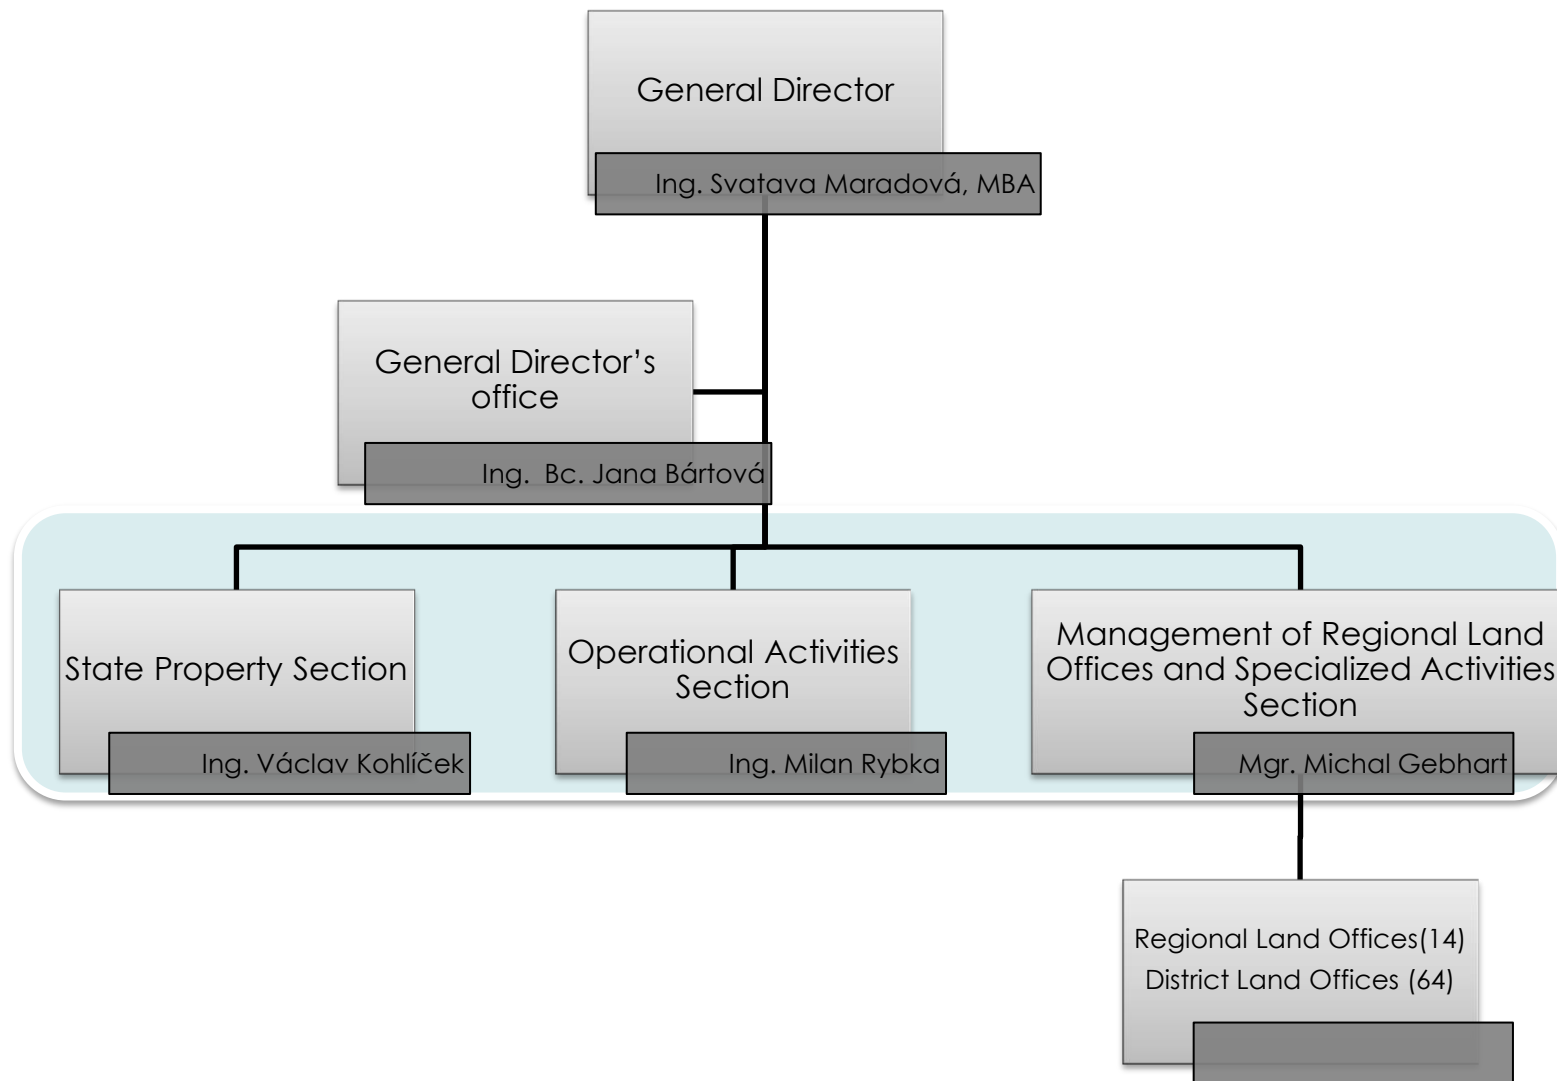 General Director
Ing. Svatava Maradová, MBA
General Director’s
office
Ing.  Bc. Jana Bártová
State Property Section
Ing. Václav Kohlíček
Operational Activities
Section
Ing. Milan Rybka
Management of Regional Land
Offices and Specialized Activities
Section
Mgr. Michal Gebhart
Regional Land Offices(14)
District Land Offices (64)